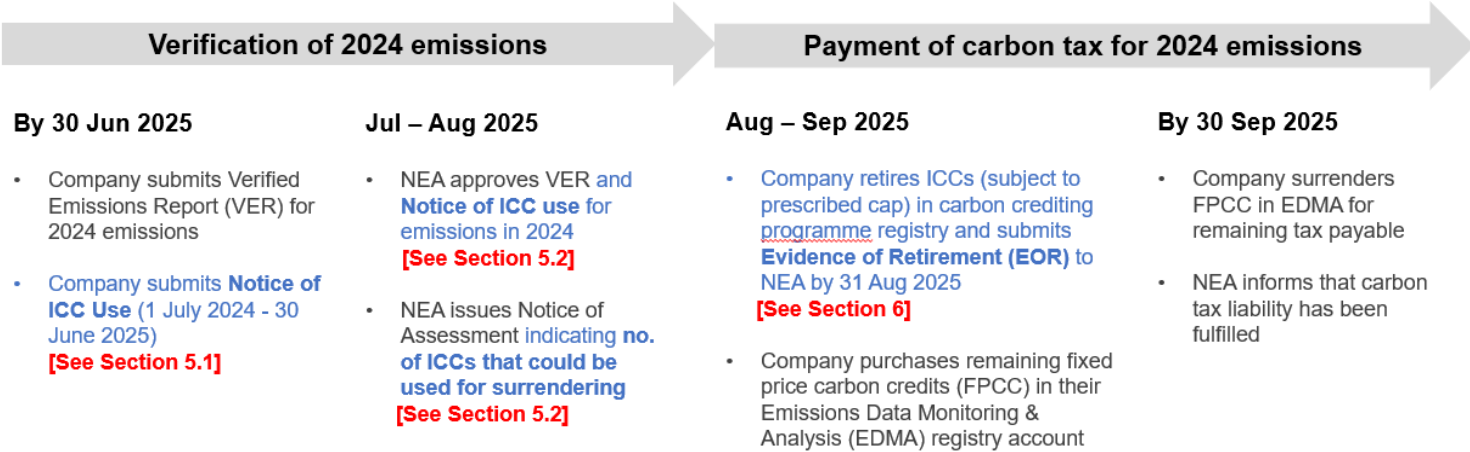 Verification of 2024 emissions
Payment of carbon tax for 2024 emissions
By 30 Jun 2025
• Company submits Verified
Emissions Report (VER) for
2024 emissions
• Company submits Notice of
ICC Use (1 July 2024 - 30
June 2025)
[See Section 5.1]
Jul – Aug 2025
• NEA approves VER and
Notice of ICC use for
emissions in 2024
[See Section 5.2]
• NEA issues Notice of
Assessment indicating no.
of ICCs that could be
used for surrendering
[See Section 5.2]
Aug – Sep 2025
• Company retires ICCs (subject to
prescribed cap) in carbon crediting
programme registry and submits
Evidence of Retirement (EOR) to
NEA by 31 Aug 2025
[See Section 6]
• Company purchases remaining fixed
price carbon credits (FPCC) in their
Emissions Data Monitoring &
Analysis (EDMA) registry account
By 30 Sep 2025
• Company surrenders
FPCC in EDMA for
remaining tax payable
• NEA informs that carbon
tax liability has been
fulfilled